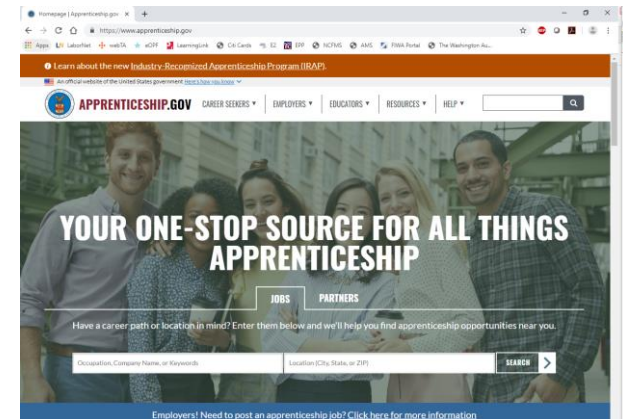 Homepage | Apprenticeship.gov
https://www.apprenticeship.gov
Apps LaborNet webTA eOPF LearningLink Citi Cards E2 EPP NCFMS AMS FIWA Portal The Washington Au...
Learn about the new Industry-Recognized Apprenticeship Program (IRAP).
An official website of the United States government Here's how you know
APPRENTICESHIP.GOV CAREER SEEKERS EMPLOYERS EDUCATORS RESOURCES HELP
YOUR ONE-STOP SOURCE FOR ALL THINGS
APPRENTICESHIP
JOBS PARTNERS
Have a career path or location in mind? Enter them below and we'll help you find apprenticeship opportunities near you.
Occupation, Company Name, or Keywords Location (City, State, or ZIP) SEARCH
Employers! Need to post an apprenticeship job? Click here for more information